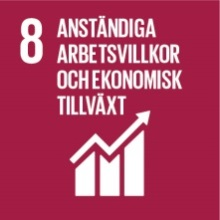 8 ANSTÄNDIGA
ARBETSVILLKOR
OCH EKONOMISK
TILLVÄXT